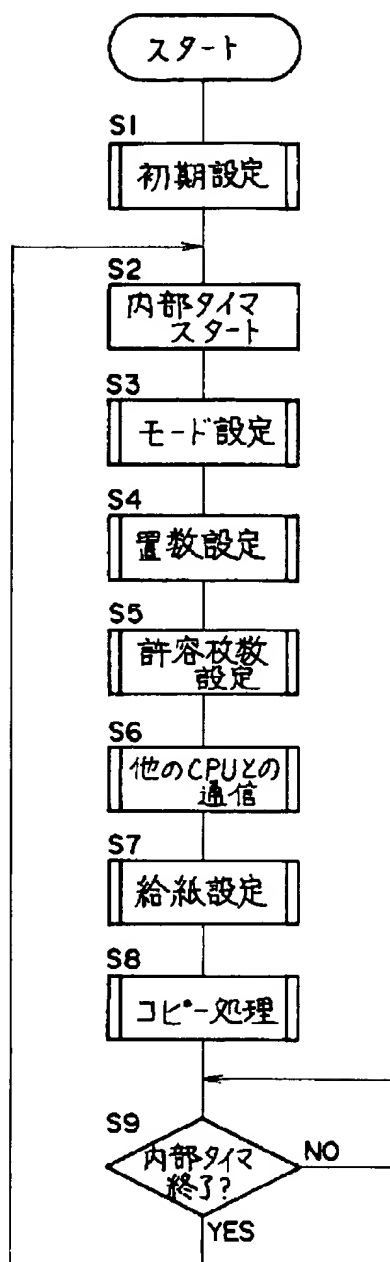 スタート
S1
初期設定
S2
内部タイマ
スタート
S3
モード設定
S4
置数設定
S5
許容枚数
設定
S6
他のCPUとの
通信
S7
給紙設定
S8
コピー処理
S9
内部タイマ
終了?
NO
YES